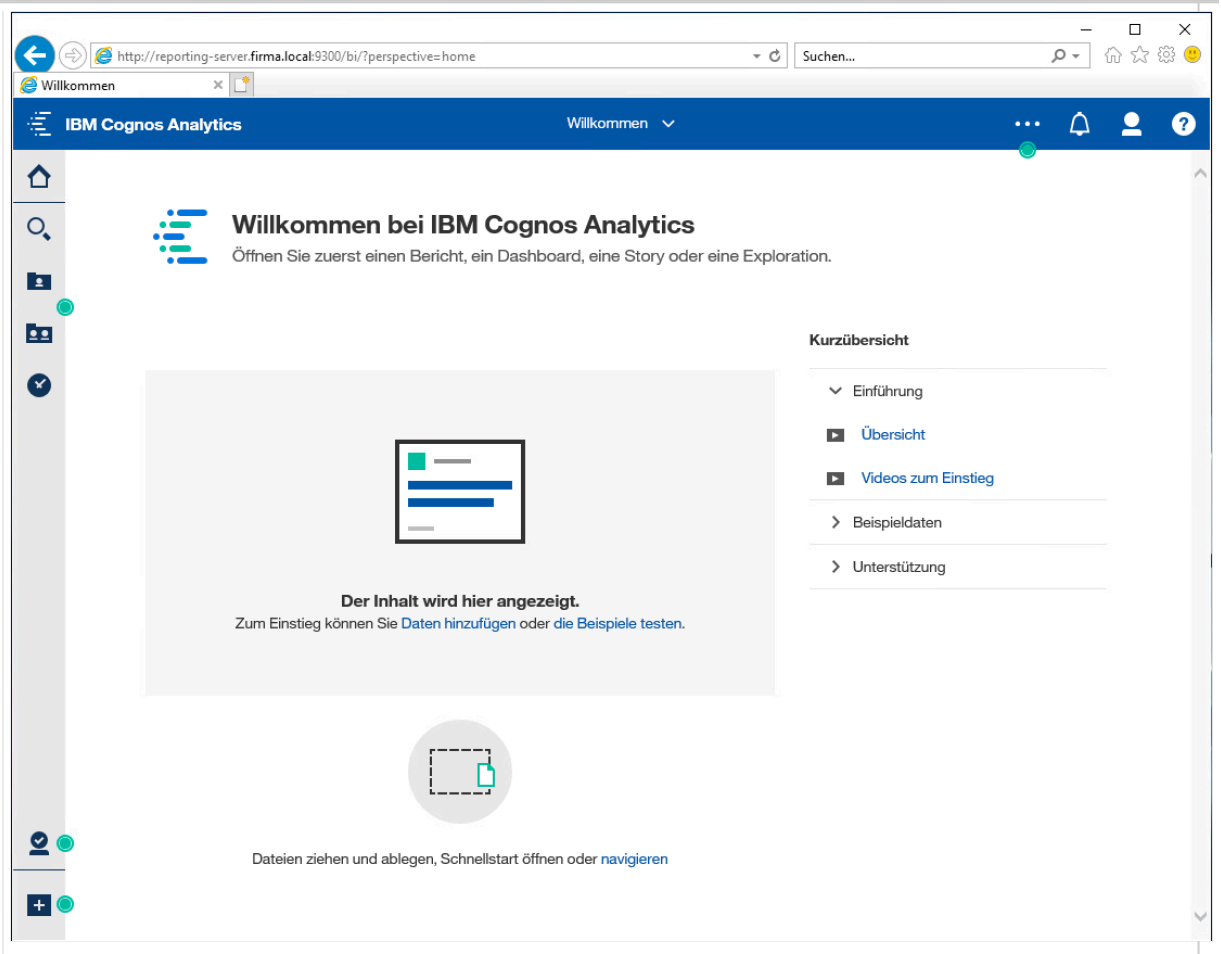 http://reporting-server.firma.local:9300/bi/?perspective=home
Suchen...
Willkommen
IBM Cognos Analytics
Willkommen
Willkommen bei IBM Cognos Analytics
Öffnen Sie zuerst einen Bericht, ein Dashboard, eine Story oder eine Exploration.
Kurzübersicht
Einführung
Übersicht
Videos zum Einstieg
Beispieldaten
Unterstützung
Der Inhalt wird hier angezeigt.
Zum Einstieg können Sie Daten hinzufügen oder die Beispiele testen.
Dateien ziehen und ablegen, Schnellstart öffnen oder navigieren